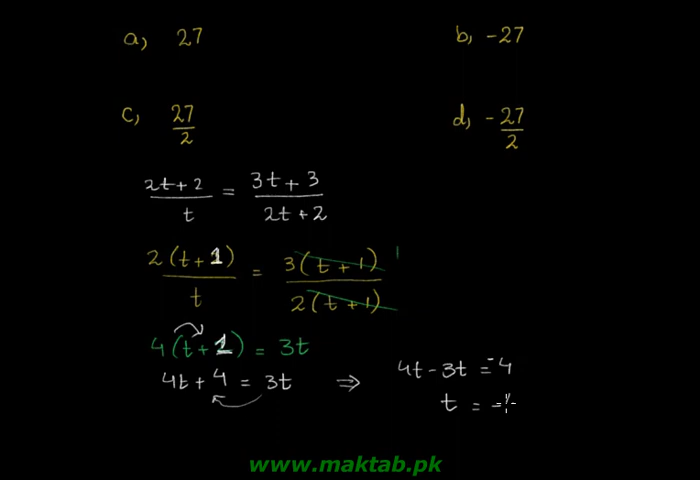 a) 27 b) -27
c) 27/2 d) -27/2
(2t+2)/t = (3t+3)/(2t+2)
2(t+1)/t = 3(t+1)/2(t+1) 1
4(t+1) = 3t
4t+4 = 3t ⇒ 4t-3t = -4
t = -
www.maktab.pk